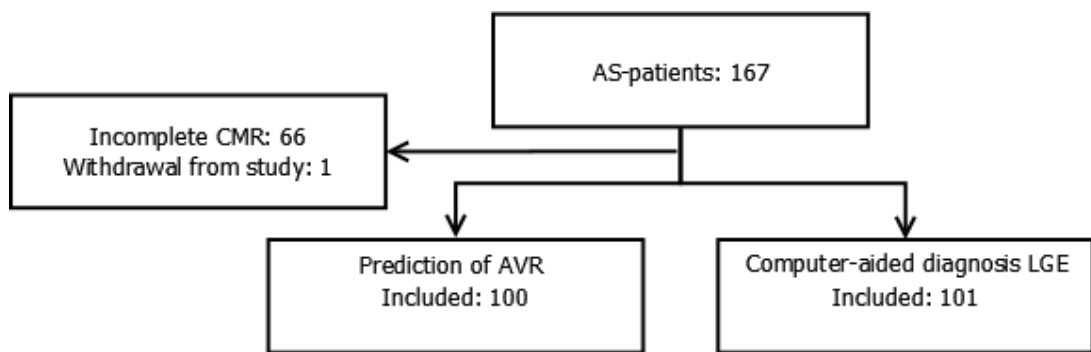 AS-patients: 167
Incomplete CMR: 66
Withdrawal from study: 1
Prediction of AVR
Included: 100
Computer-aided diagnosis LGE
Included: 101